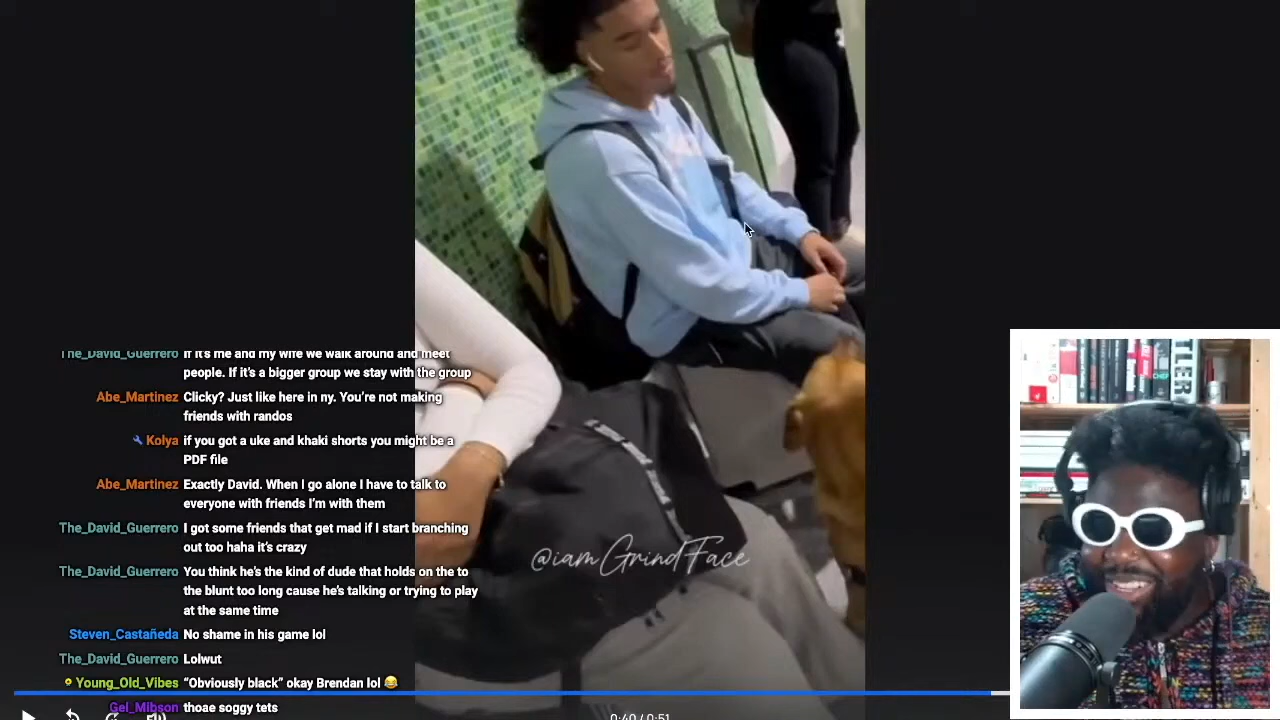 The_David_Guerrero If it's me and my wife we walk around and meet
people. If it's a bigger group we stay with the group
Abe_Martinez Clicky? Just like here in ny. You're not making
friends with randos
Kolya if you got a uke and khaki shorts you might be a
PDF file
Abe_Martinez Exactly David. When I go out I love to talk to
everyone and the friends I'm with hate im
The_David_Guerrero I got some friends that get mad if I start branching
out too haha it's crazy
The_David_Guerrero You think he's the kind of dude that holds on the to
the blunt too long cause he's talking or trying to play
at the same time
Steven_Castañeda No shame in his game lol
The_David_Guerrero Lolwut
Young_Old_Vibes “Obviously black” okay Brendan lol 😂
Gel_Mibson thoae soggy tets
@iamGrindFace
0:40 / 0:51